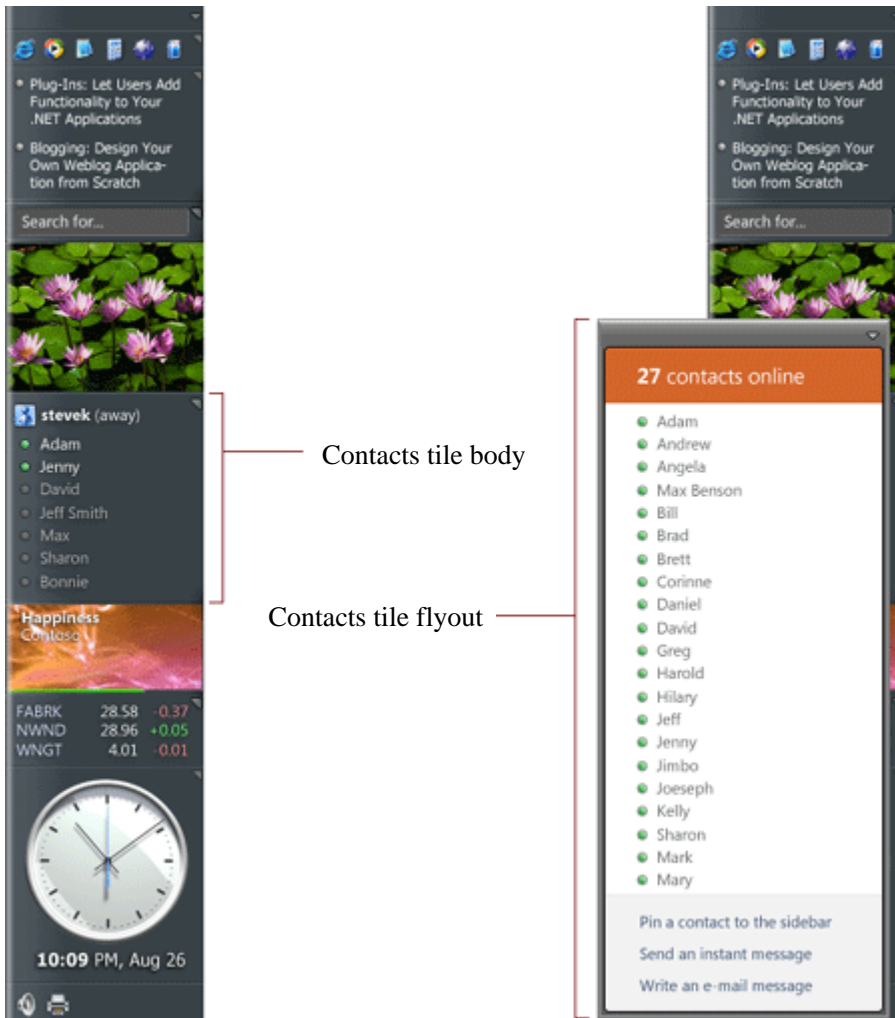 Plug-Ins: Let Users Add
Functionality to Your
.NET Applications
Blogging: Design Your
Own Weblog Applica-
tion from Scratch
Search for...
stevek (away)
Adam
Jenny
David
Jeff Smith
Max
Sharon
Bonnie
Happiness
Contoso
FABRK 28.58 -0.37
NWND 28.96 +0.05
WNGT 4.01 -0.01
10:09 PM, Aug 26
Contacts tile body
Contacts tile flyout
Plug-Ins: Let Users Add
Functionality to Your
.NET Applications
Blogging: Design Your
Own Weblog Applica-
tion from Scratch
Search for...
27 contacts online
Adam
Andrew
Angela
Max Benson
Bill
Brad
Brett
Corinne
Daniel
David
Greg
Harold
Hilary
Jeff
Jenny
Jimbo
Joeseph
Kelly
Sharon
Mark
Mary
Pin a contact to the sidebar
Send an instant message
Write an e-mail message